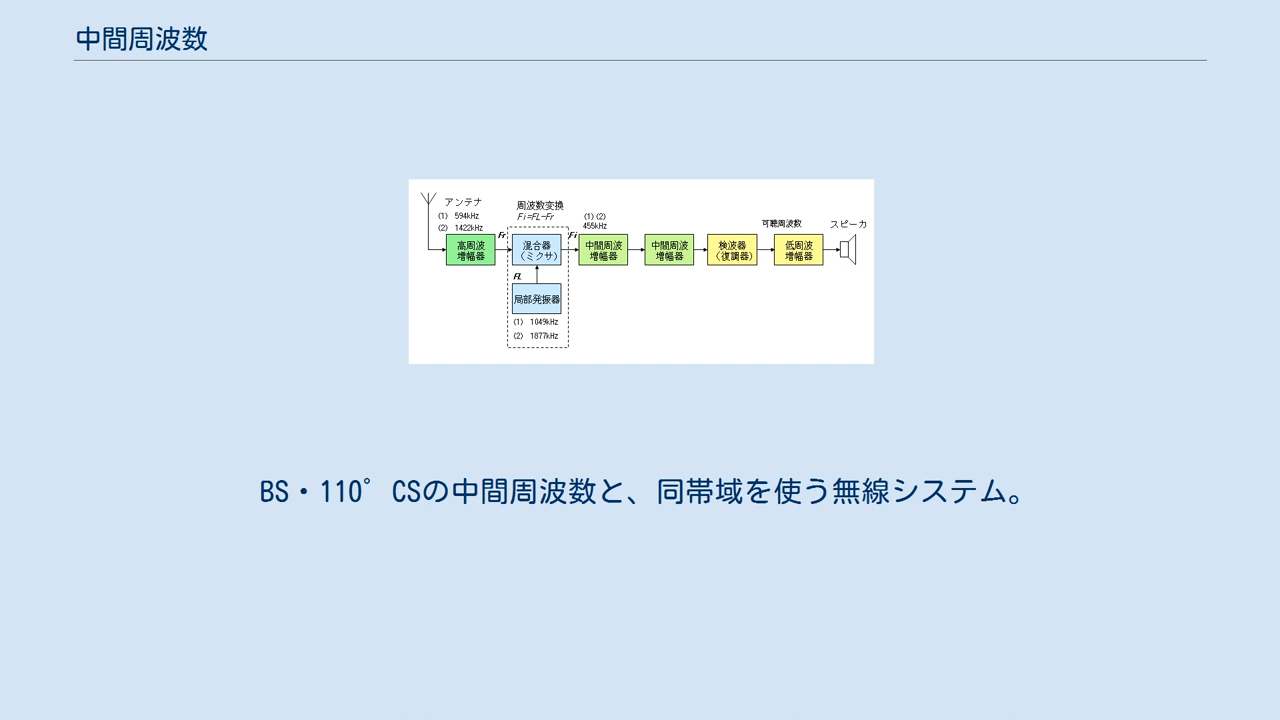 中間周波数
アンテナ
(1) 594kHz
(2) 1422kHz
周波数変換
Fi=FL-Fr
(1)(2)
455kHz
可聴周波数
スピーカ
Fr
Fi
高周波
増幅器
混合器
(ミクサ)
中間周波
増幅器
中間周波
増幅器
検波器
(復調器)
低周波
増幅器
FL
局部発振器
(1) 1049kHz
(2) 1877kHz
BS・110°CSの中間周波数と、同帯域を使う無線システム。